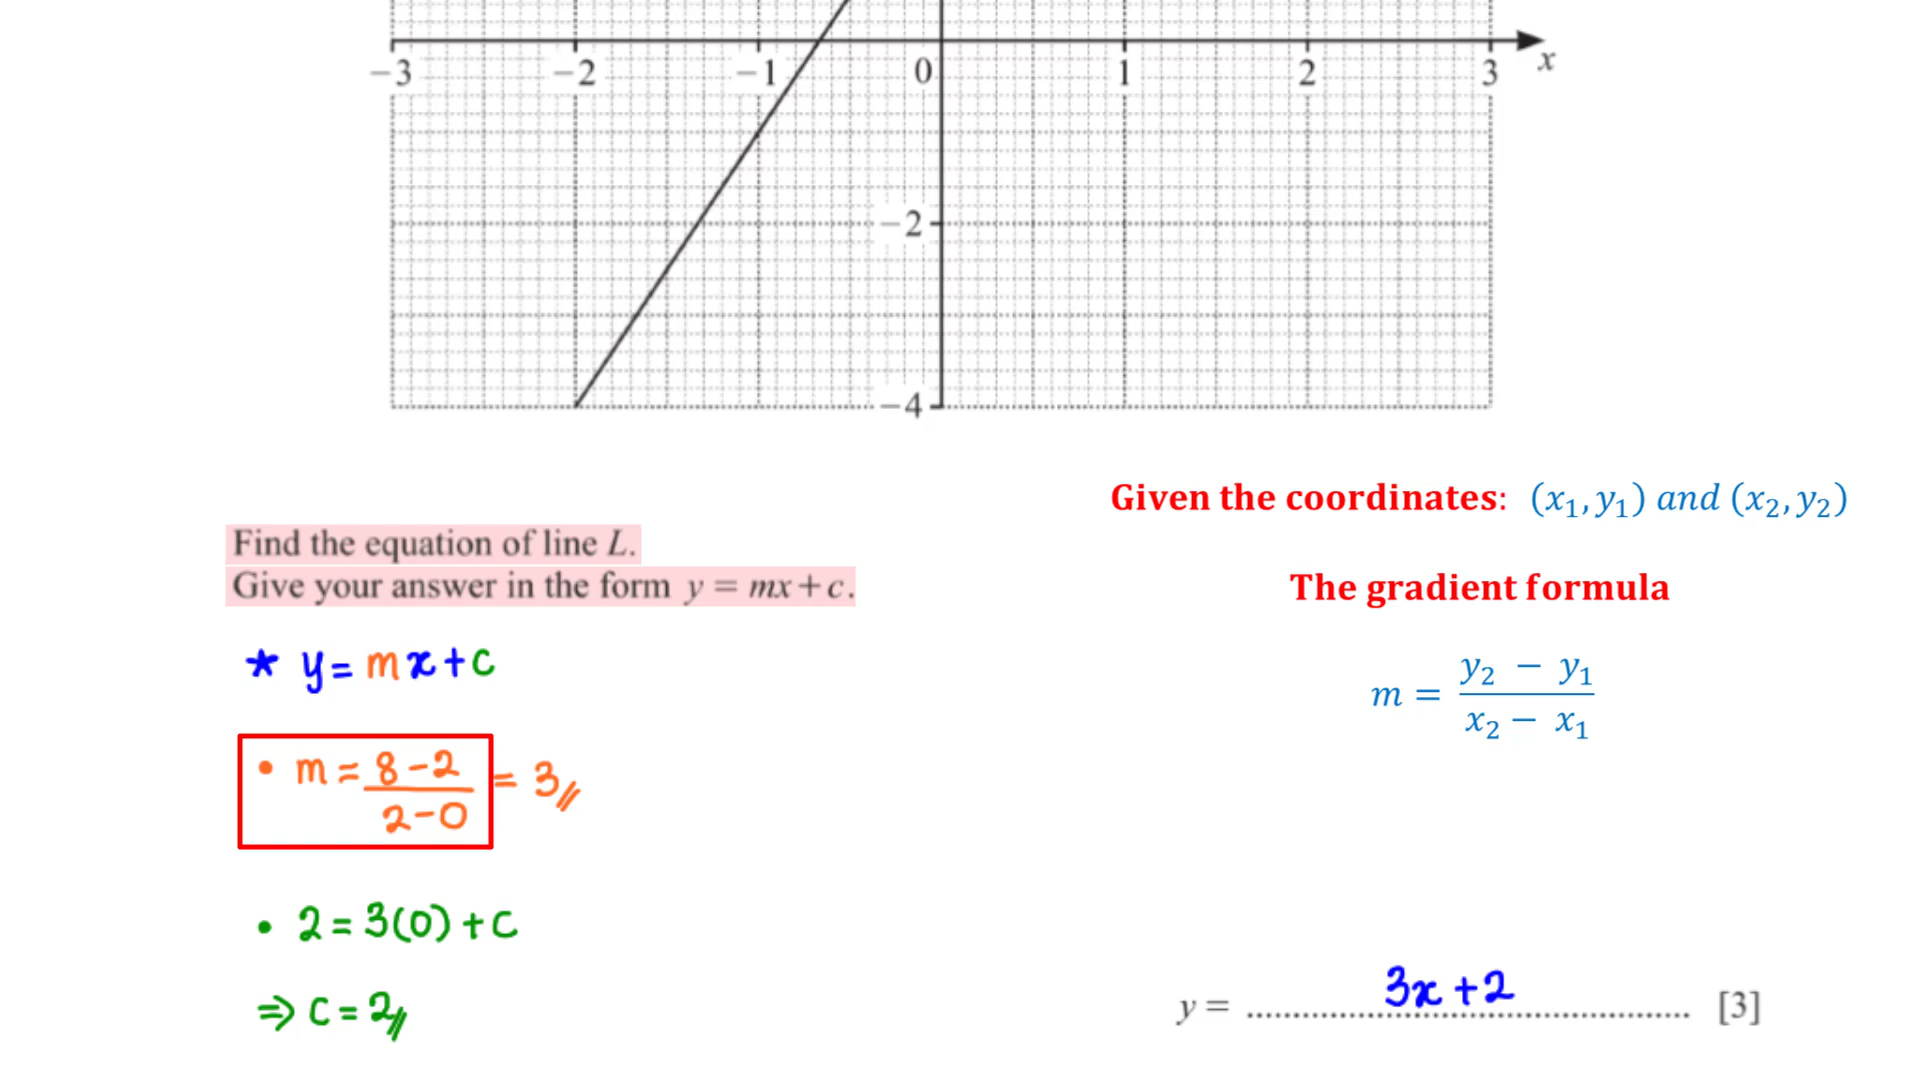 −3 −2 −1 0 1 2 3 x
−2
−4
Given the coordinates: (x₁, y₁) and (x₂, y₂)
Find the equation of line L.
Give your answer in the form y = mx + c.
The gradient formula
m = (y₂ − y₁)/(x₂ − x₁)
★ y = mx + c
• m = (8 − 2)/(2 − 0) = 3//
• 2 = 3(0) + c
⇒ c = 2//
y = 3x + 2 [3]